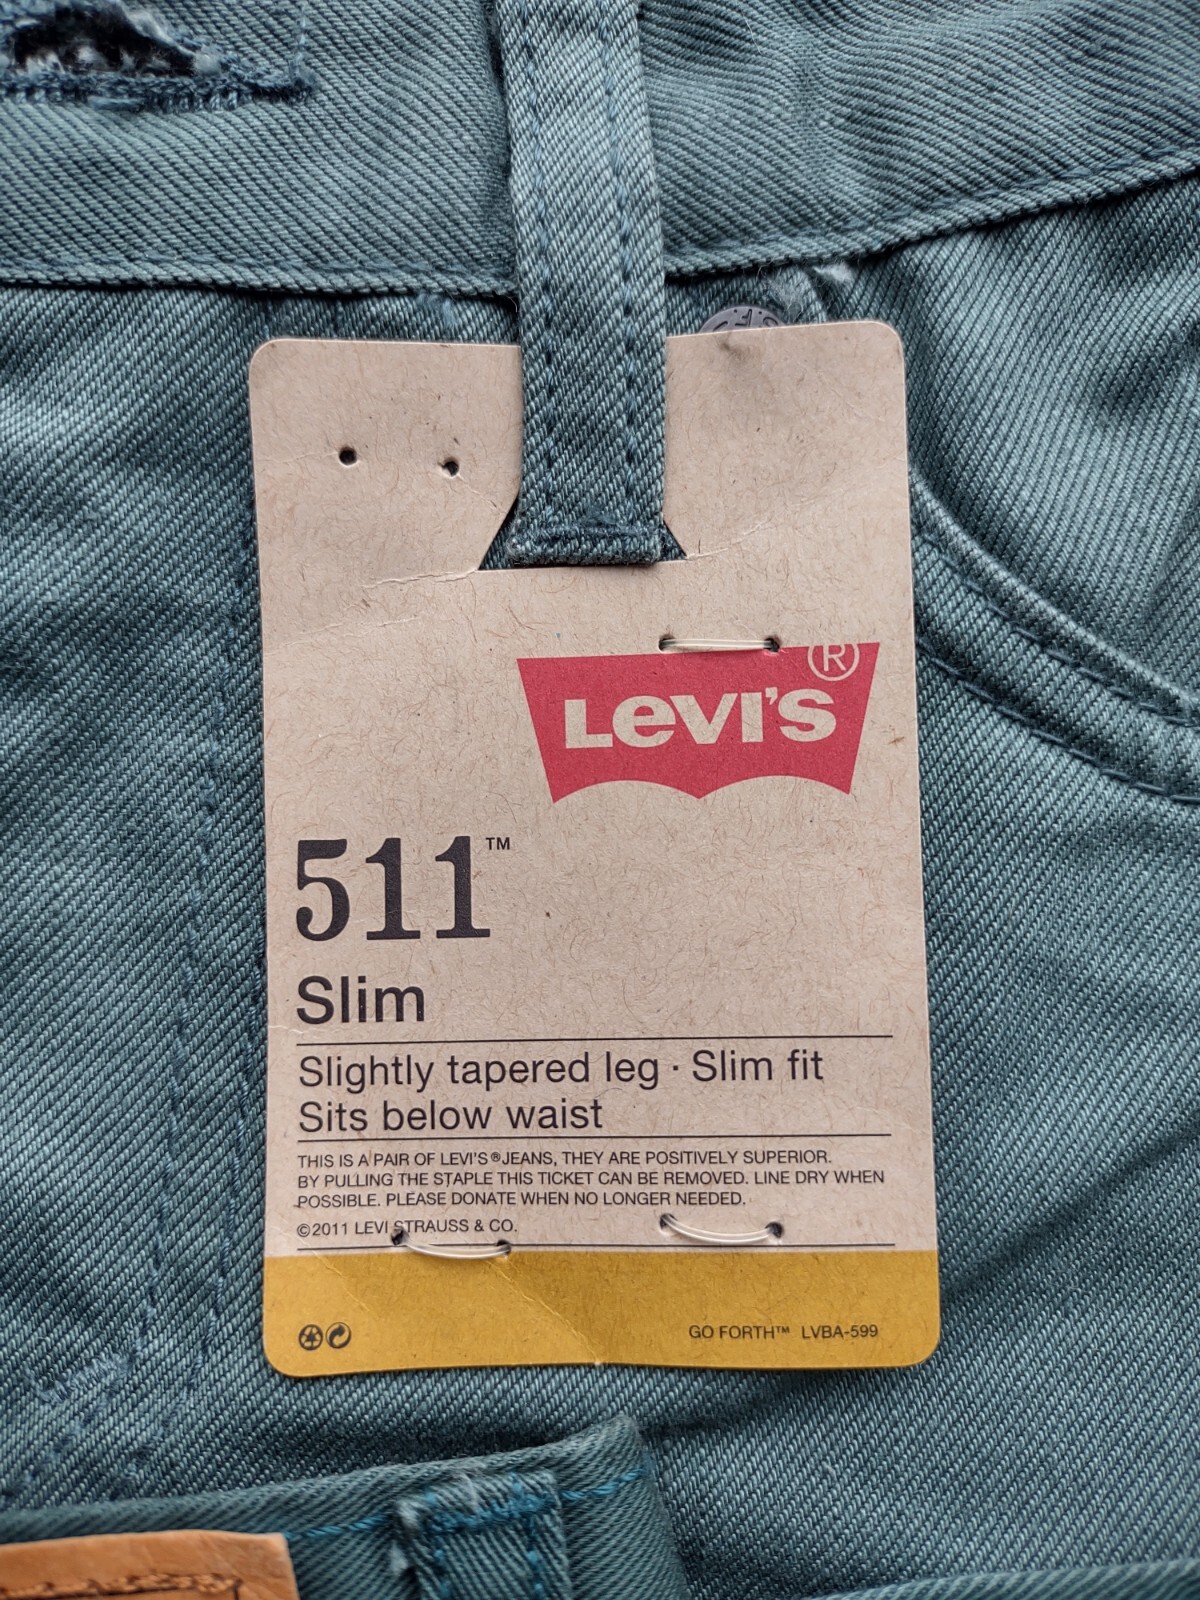 LEVI'S®
511™
Slim
Slightly tapered leg · Slim fit
Sits below waist
THIS IS A PAIR OF LEVI'S® JEANS, THEY ARE POSITIVELY SUPERIOR.
BY PULLING THE STAPLE THIS TICKET CAN BE REMOVED. LINE DRY WHEN
POSSIBLE. PLEASE DONATE WHEN NO LONGER NEEDED.
©2011 LEVI STRAUSS & CO.
GO FORTH™ LVBA-599